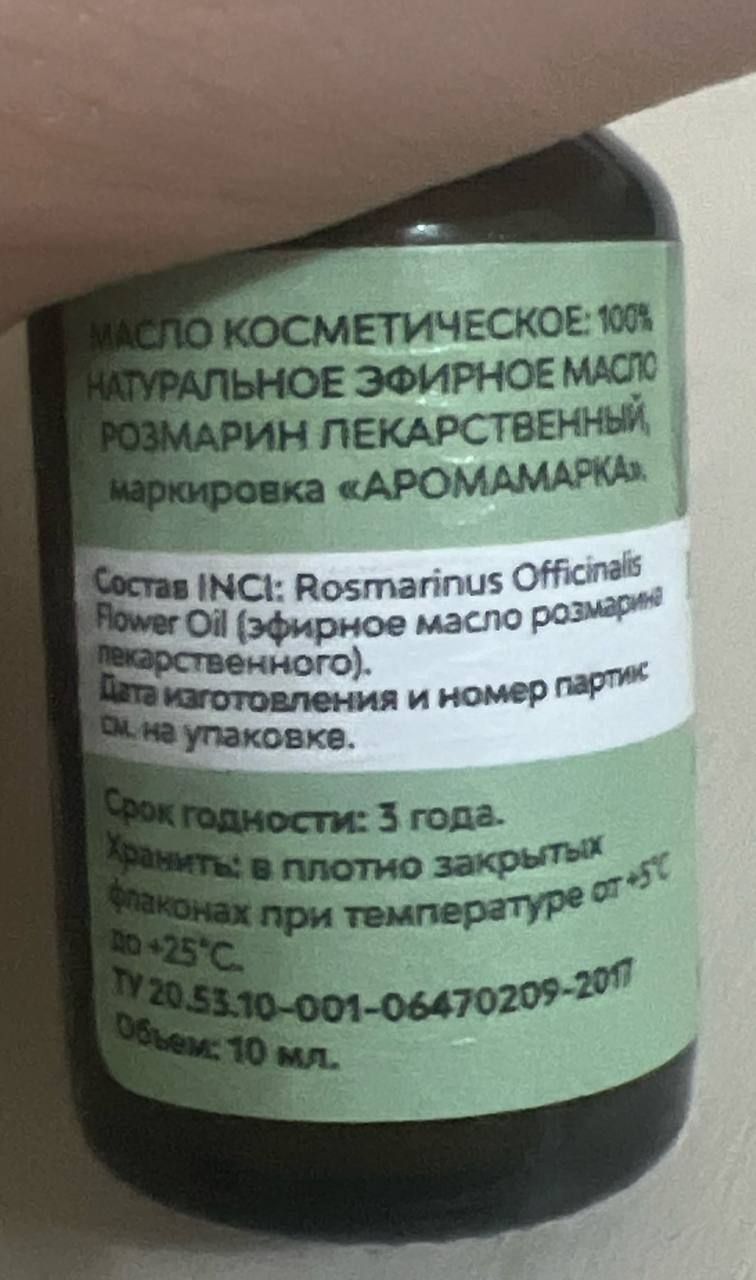 МАСЛО КОСМЕТИЧЕСКОЕ: 100%
НАТУРАЛЬНОЕ ЭФИРНОЕ МАСЛО
РОЗМАРИН ЛЕКАРСТВЕННЫЙ,
маркировка «АРОМАМАРКА».
Состав INCI: Rosmarinus Officinalis
Flower Oil (эфирное масло розмарина
лекарственного).
Дата изготовления и номер партии:
см. на упаковке.
Срок годности: 3 года.
Хранить: в плотно закрытых
флаконах при температуре от +5°C
до +25°C.
ТУ 20.53.10-001-06470209-2017
Объем: 10 мл.